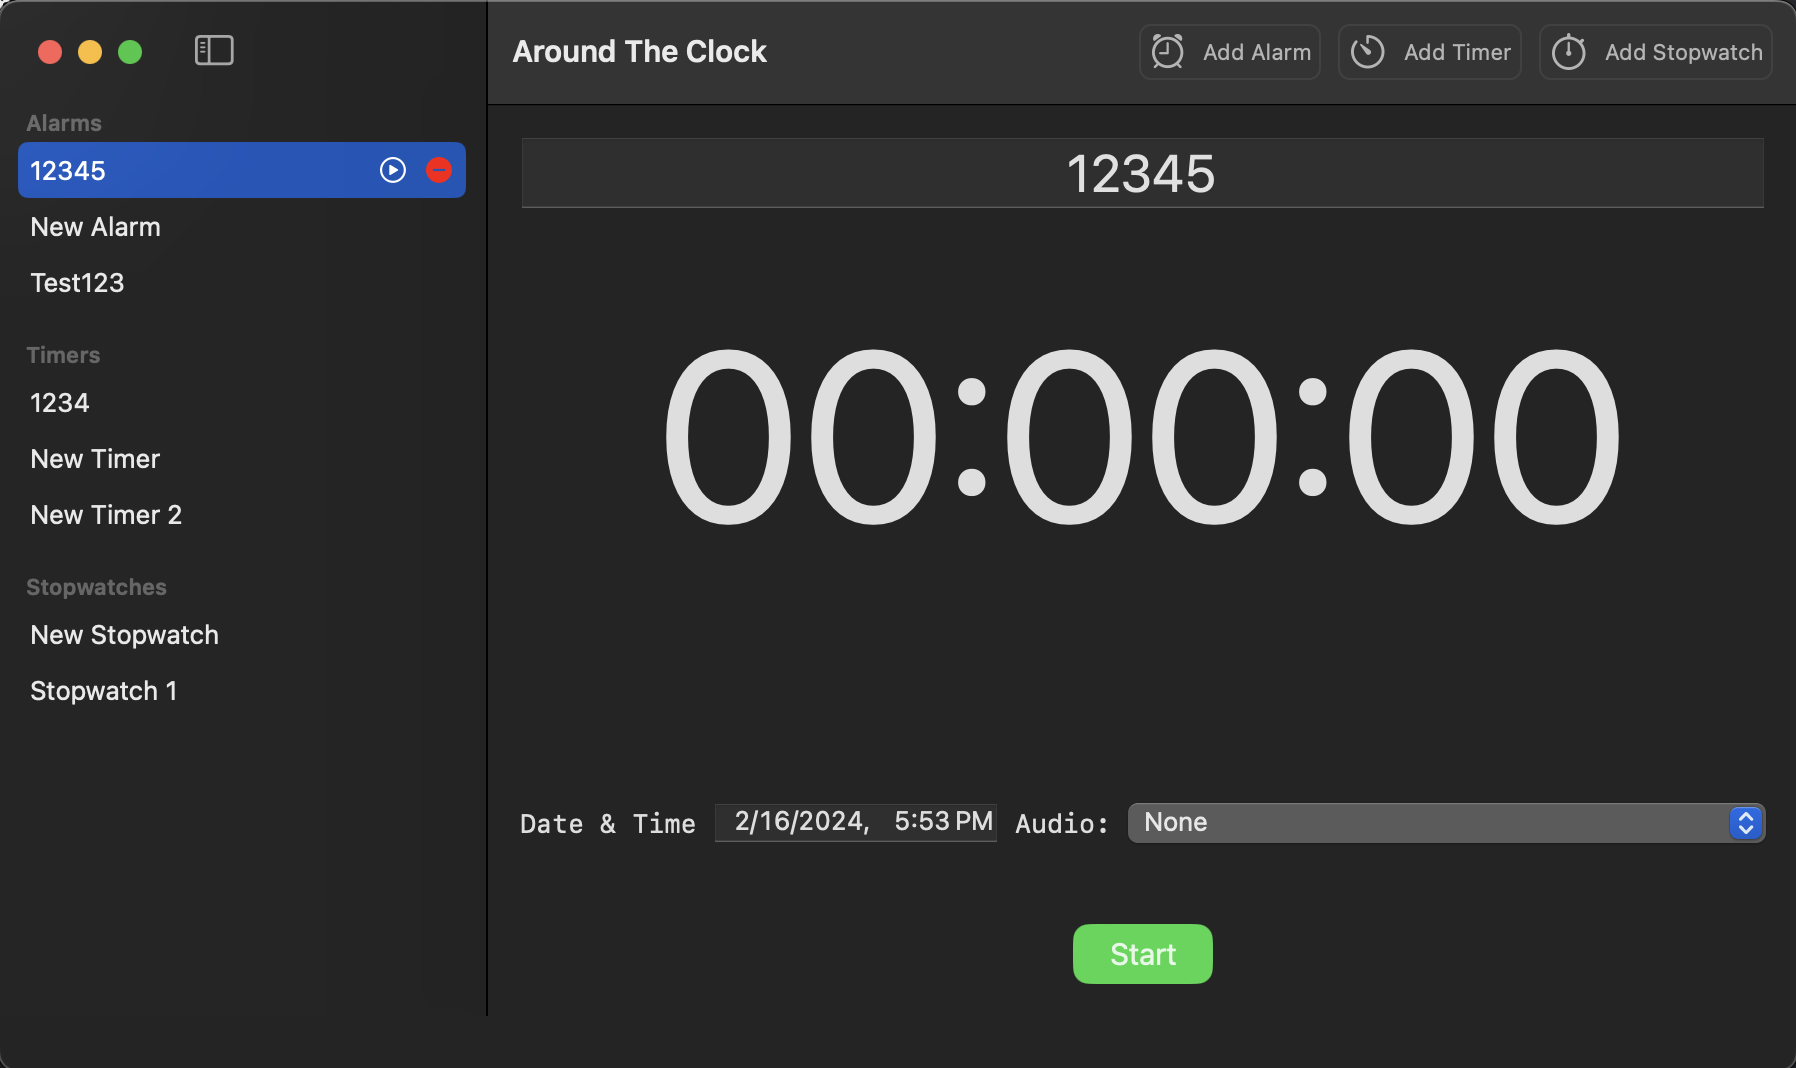 Around The Clock
Add Alarm
Add Timer
Add Stopwatch
Alarms
12345
New Alarm
Test123
Timers
1234
New Timer
New Timer 2
Stopwatches
New Stopwatch
Stopwatch 1
12345
00:00:00
Date & Time 2/16/2024, 5:53 PM Audio: None
Start